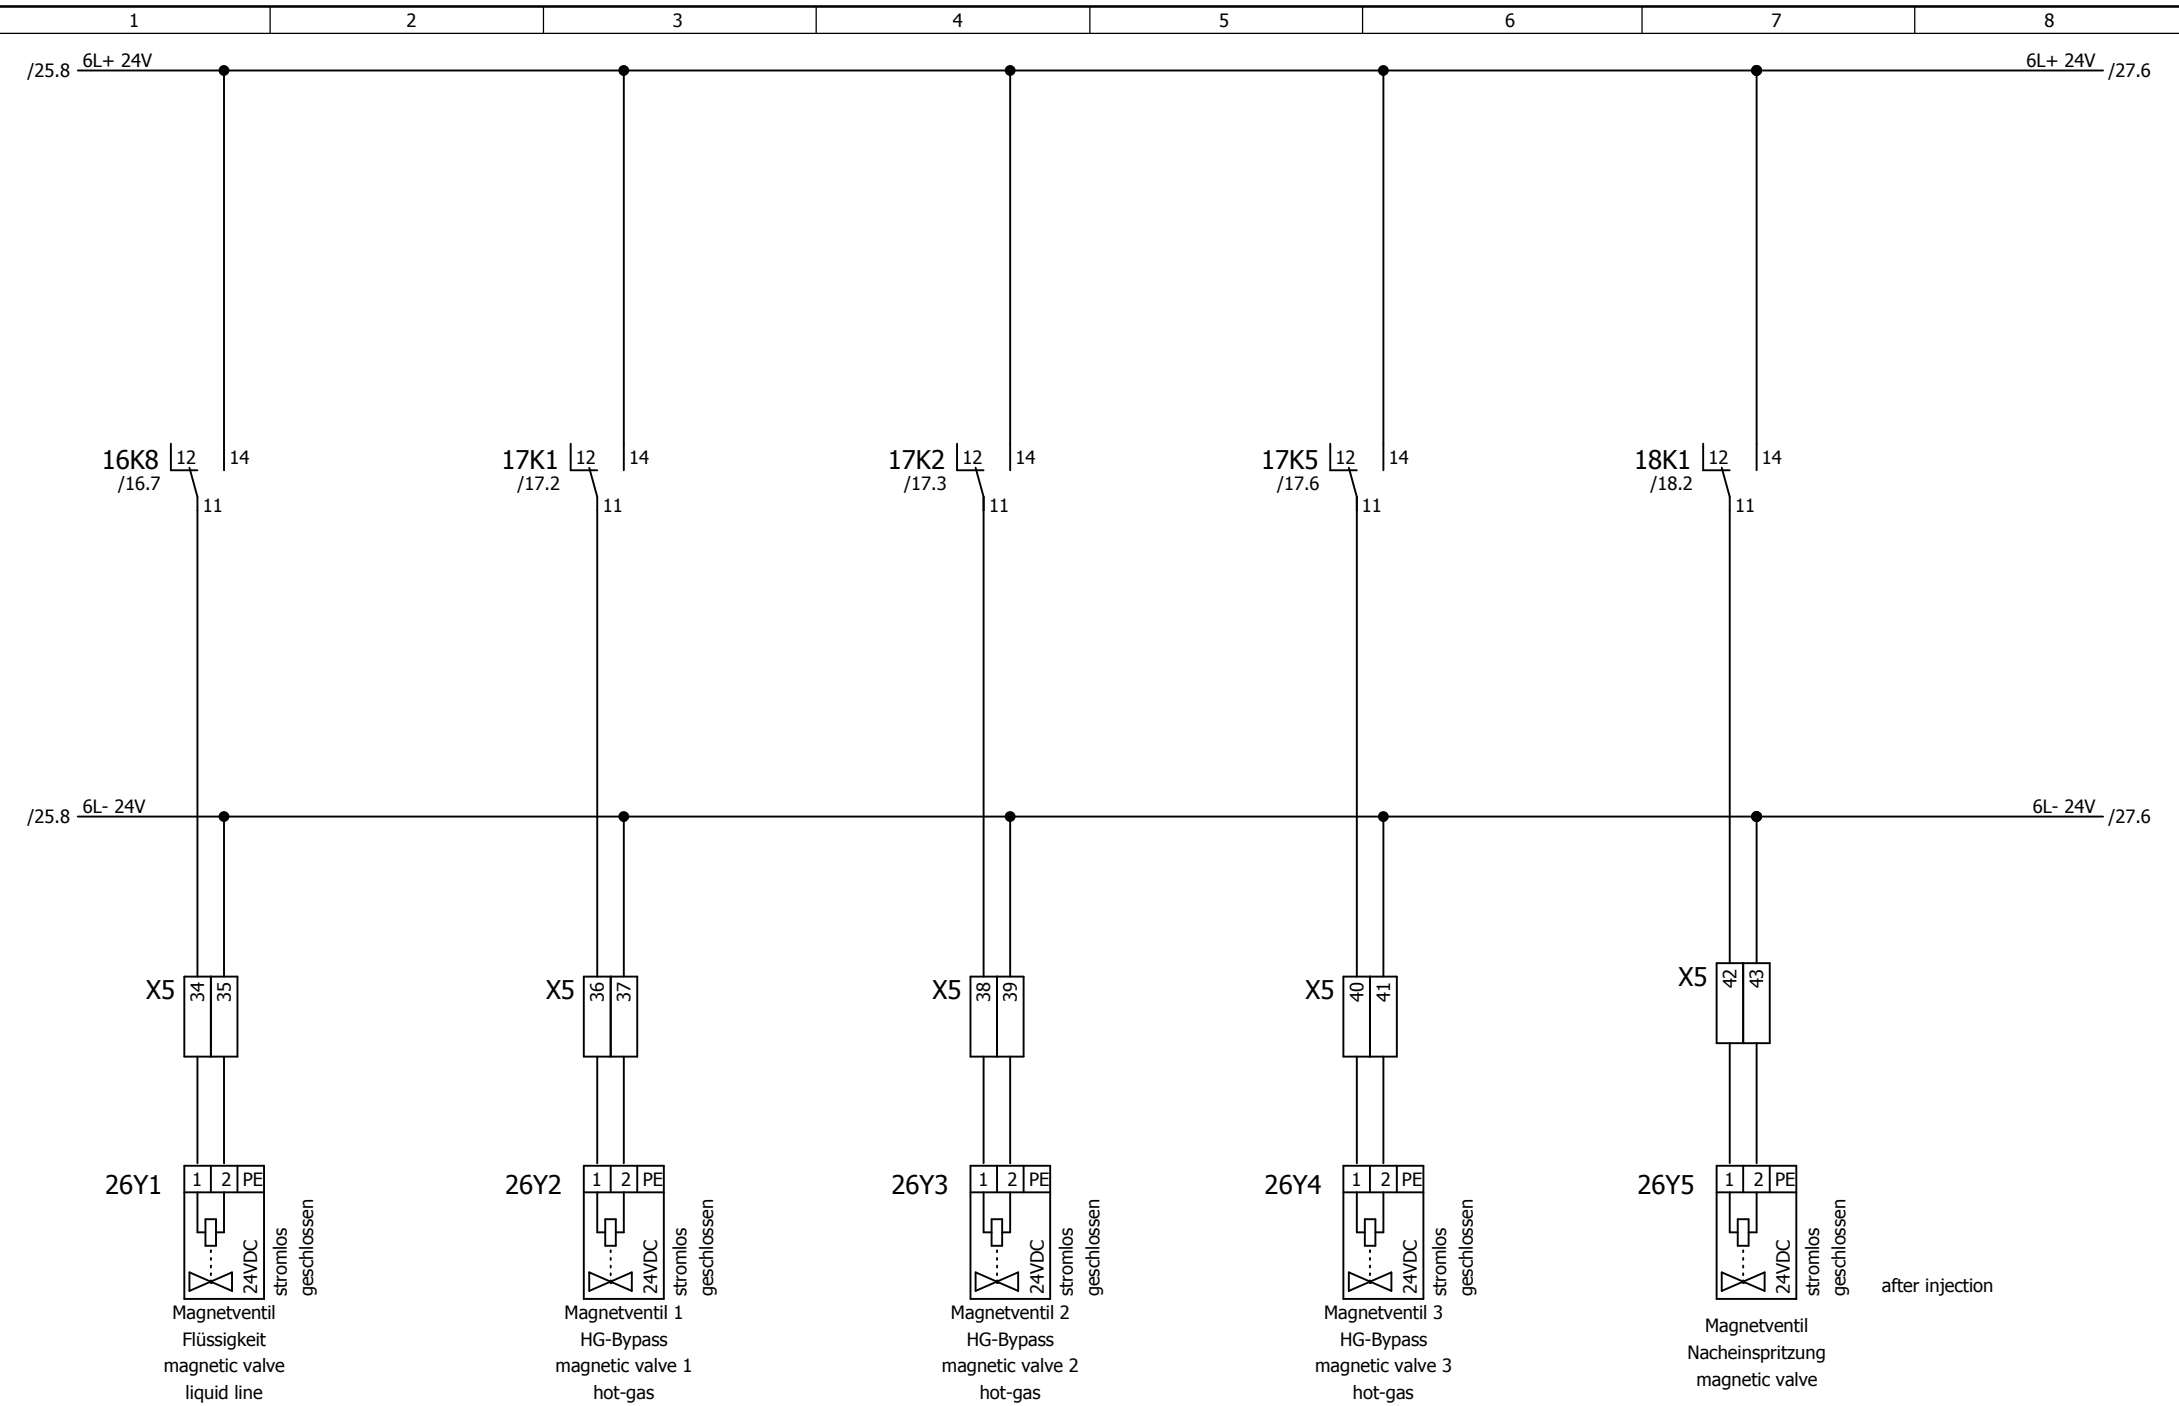 1 2 3 4 5 6 7 8
/25.8 6L+ 24V 6L+ 24V /27.6
16K8 12 14 17K1 12 14 17K2 12 14 17K5 12 14 18K1 12 14
/16.7 /17.2 /17.3 /17.6 /18.2
11 11 11 11 11
/25.8 6L- 24V 6L- 24V /27.6
X5 34 35 X5 36 37 X5 38 39 X5 40 41 X5 42 43
26Y1 1 2 PE 26Y2 1 2 PE 26Y3 1 2 PE 26Y4 1 2 PE 26Y5 1 2 PE
24VDC
stromlos
geschlossen
24VDC
stromlos
geschlossen
24VDC
stromlos
geschlossen
24VDC
stromlos
geschlossen
24VDC
stromlos
geschlossen
after injection
Magnetventil
Flüssigkeit
magnetic valve
liquid line
Magnetventil 1
HG-Bypass
magnetic valve 1
hot-gas
Magnetventil 2
HG-Bypass
magnetic valve 2
hot-gas
Magnetventil 3
HG-Bypass
magnetic valve 3
hot-gas
Magnetventil
Nacheinspritzung
magnetic valve